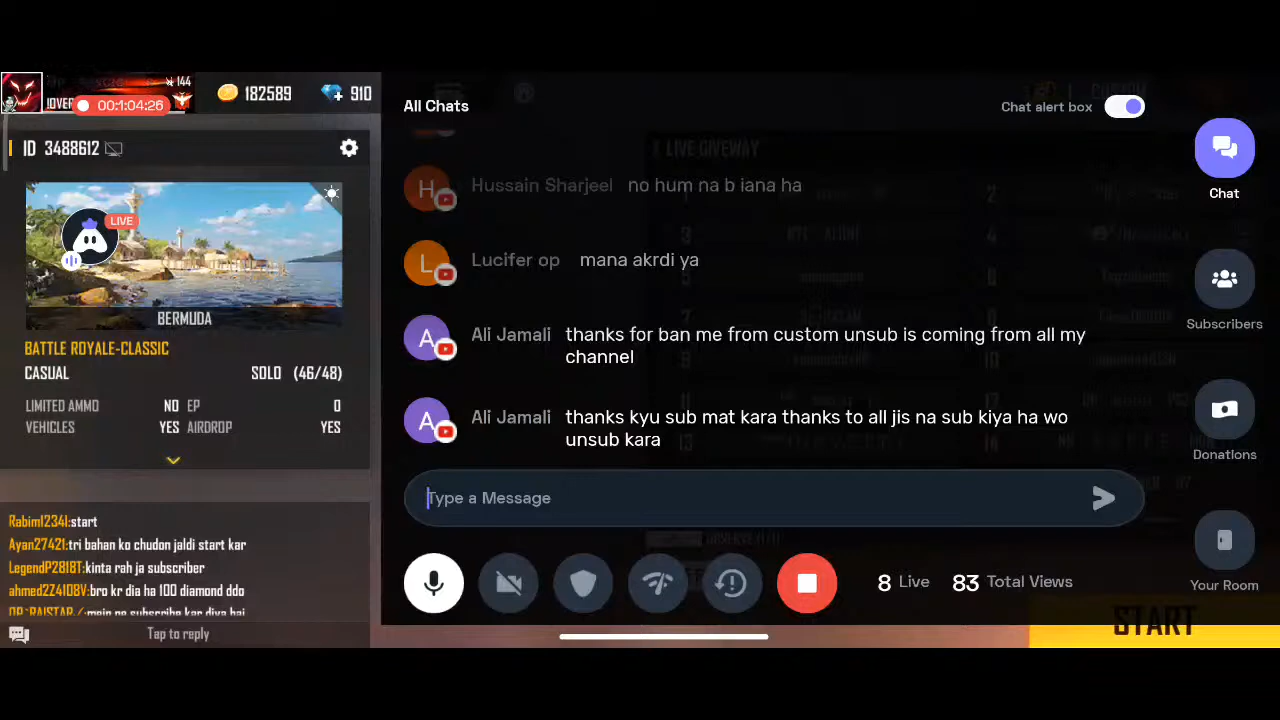 144
00:1:04:26
182589
910
ID 3488612
LIVE
BERMUDA
BATTLE ROYALE-CLASSIC
CASUAL SOLO (46/48)
LIMITED AMMO NO EP 0
VEHICLES YES AIRDROP YES
Rabim1234l:start
Ayan2742l:tri bahan ko chudon jaldi start kar
LegendP2818T:kinta rah ja subscriber
ahmed2Z4108V:bro kr dia ha 100 diamond ddo
Tap to reply
All Chats
Chat alert box
LIVE GIVEWAY
H Hussain Sharjeel no hum na b iana ha
L Lucifer op mana akrdi ya
A Ali Jamali thanks for ban me from custom unsub is coming from all my
channel
A Ali Jamali thanks kyu sub mat kara thanks to all jis na sub kiya ha wo
unsub kara
Type a Message
8 Live 83 Total Views
Chat
Subscribers
Donations
Your Room
START